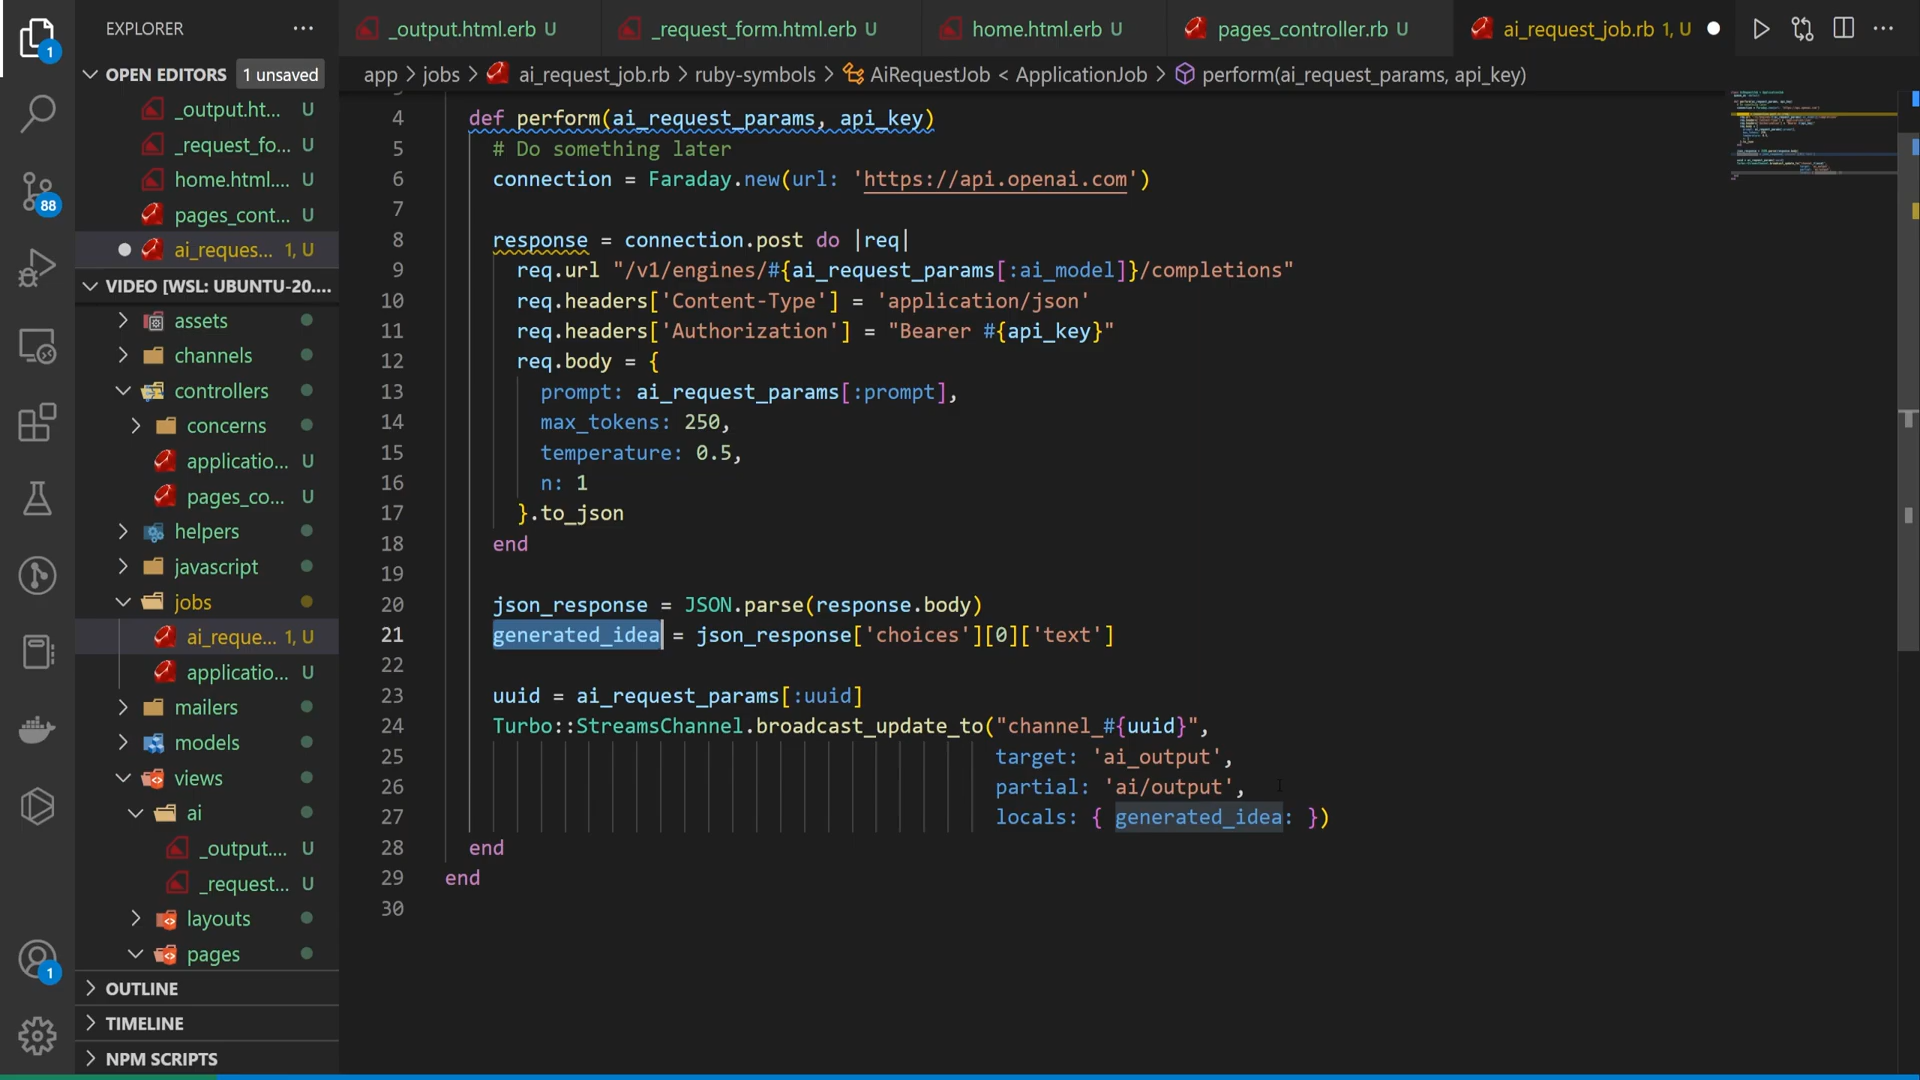 1
EXPLORER
···
_output.html.erb U
_request_form.html.erb U
home.html.erb U
pages_controller.rb U
ai_request_job.rb 1, U
OPEN EDITORS 1 unsaved
app > jobs > ai_request_job.rb > ruby-symbols > AiRequestJob < ApplicationJob > perform(ai_request_params, api_key)
_output.ht... U
_request_fo... U
home.html.... U
pages_cont... U
ai_reques... 1, U
88
VIDEO [WSL: UBUNTU-20....
assets
channels
controllers
concerns
applicatio... U
pages_co... U
helpers
javascript
jobs
ai_reque... 1, U
applicatio... U
mailers
models
views
ai
_output.... U
_request... U
layouts
pages
1
OUTLINE
TIMELINE
NPM SCRIPTS
4 def perform(ai_request_params, api_key)
5 # Do something later
6 connection = Faraday.new(url: 'https://api.openai.com')
7
8 response = connection.post do |req|
9 req.url "/v1/engines/#{ai_request_params[:ai_model]}/completions"
10 req.headers['Content-Type'] = 'application/json'
11 req.headers['Authorization'] = "Bearer #{api_key}"
12 req.body = {
13 prompt: ai_request_params[:prompt],
14 max_tokens: 250,
15 temperature: 0.5,
16 n: 1
17 }.to_json
18 end
19
20 json_response = JSON.parse(response.body)
21 generated_idea = json_response['choices'][0]['text']
22
23 uuid = ai_request_params[:uuid]
24 Turbo::StreamsChannel.broadcast_update_to("channel_#{uuid}",
25 target: 'ai_output',
26 partial: 'ai/output',
27 locals: { generated_idea: })
28 end
29 end
30